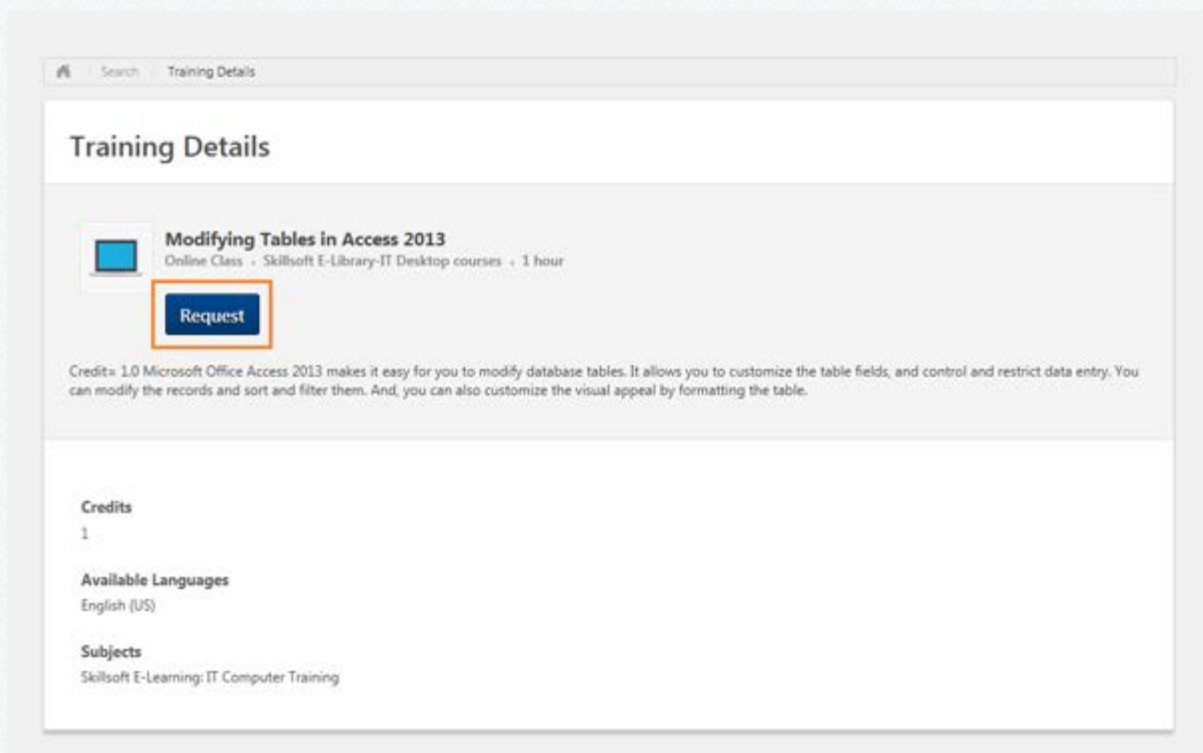 Search Training Details
Training Details
Modifying Tables in Access 2013
Online Class • Skillsoft E-Library-IT Desktop courses • 1 hour
Request
Credit= 1.0 Microsoft Office Access 2013 makes it easy for you to modify database tables. It allows you to customize the table fields, and control and restrict data entry. You
can modify the records and sort and filter them. And, you can also customize the visual appeal by formatting the table.
Credits
1
Available Languages
English (US)
Subjects
Skillsoft E-Learning: IT Computer Training